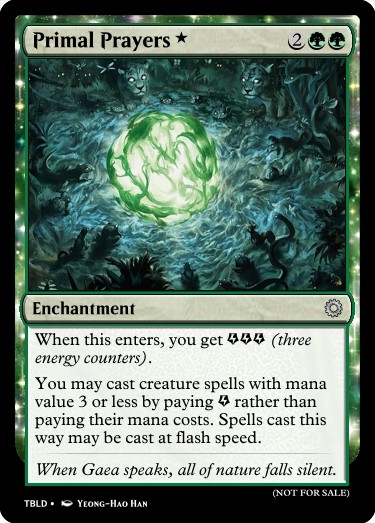 Primal Prayers ★ 2
Enchantment
When this enters, you get (three
energy counters).
You may cast creature spells with mana
value 3 or less by paying rather than
paying their mana costs. Spells cast this
way may be cast at flash speed.
When Gaea speaks, all of nature falls silent.
TBLD • Yeong-Hao Han
(NOT FOR SALE)